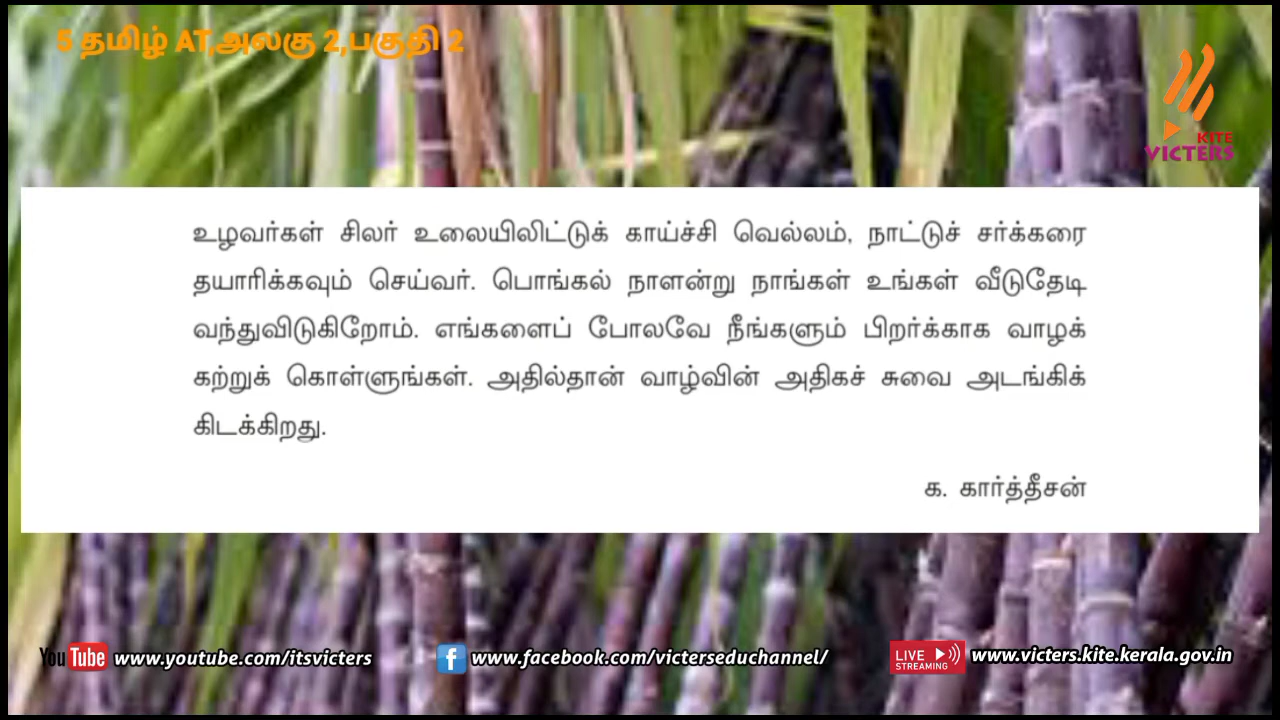 5 தமிழ் AT,அலகு 2,பகுதி 2
KITE
VICTERS
உழவர்கள் சிலர் உலையிலிட்டுக் காய்ச்சி வெல்லம், நாட்டுச் சர்க்கரை
தயாரிக்கவும் செய்வர். பொங்கல் நாளன்று நாங்கள் உங்கள் வீடுதேடி
வந்துவிடுகிறோம். எங்களைப் போலவே நீங்களும் பிறர்க்காக வாழக்
கற்றுக் கொள்ளுங்கள். அதில்தான் வாழ்வின் அதிகச் சுவை அடங்கிக்
கிடக்கிறது.
க. கார்த்தீசன்
YouTube www.youtube.com/itsvicters
f www.facebook.com/victerseduchannel/
LIVE STREAMING www.victers.kite.kerala.gov.in